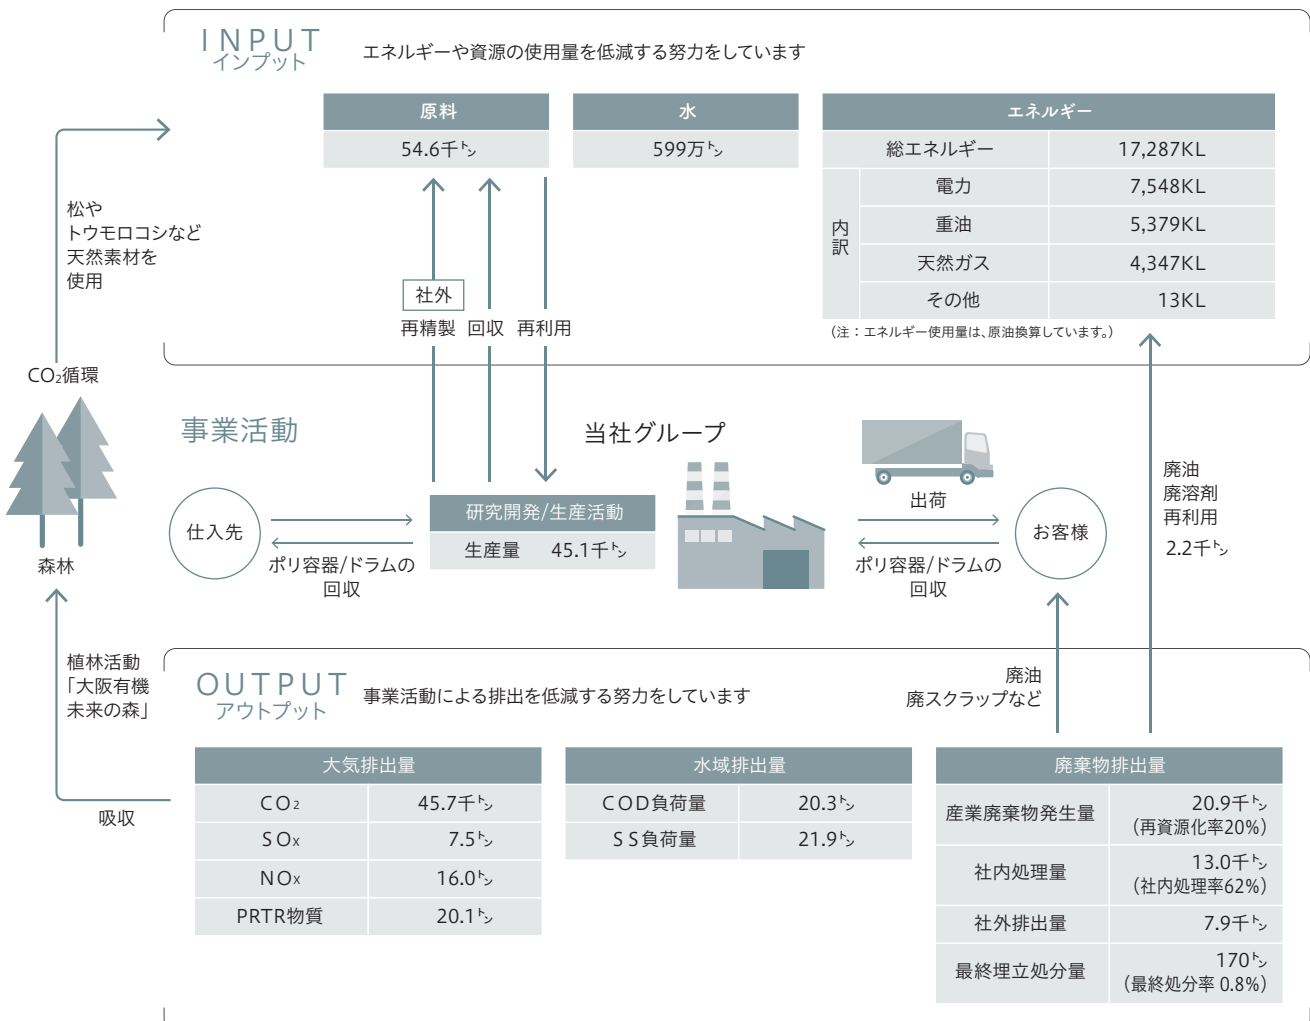 INPUT
インプット
エネルギーや資源の使用量を低減する努力をしています
原料
54.6千㌧
水
599万㌧
エネルギー
総エネルギー 17,287KL
内訳
電力 7,548KL
重油 5,379KL
天然ガス 4,347KL
その他 13KL
(注：エネルギー使用量は、原油換算しています。)
松や
トウモロコシなど
天然素材を
使用
社外
再精製 回収 再利用
CO₂循環
森林
事業活動
当社グループ
仕入先
ポリ容器/ドラムの
回収
研究開発/生産活動
生産量 45.1千㌧
出荷
ポリ容器/ドラムの
回収
お客様
廃油
廃溶剤
再利用
2.2千㌧
植林活動
「大阪有機
未来の森」
吸収
OUTPUT
アウトプット
事業活動による排出を低減する努力をしています
廃油
廃スクラップなど
大気排出量
CO₂ 45.7千㌧
SOx 7.5㌧
NOx 16.0㌧
PRTR物質 20.1㌧
水域排出量
COD負荷量 20.3㌧
SS負荷量 21.9㌧
廃棄物排出量
産業廃棄物発生量 20.9千㌧
(再資源化率20%)
社内処理量 13.0千㌧
(社内処理率62%)
社外排出量 7.9千㌧
最終埋立処分量 170㌧
(最終処分率 0.8%)